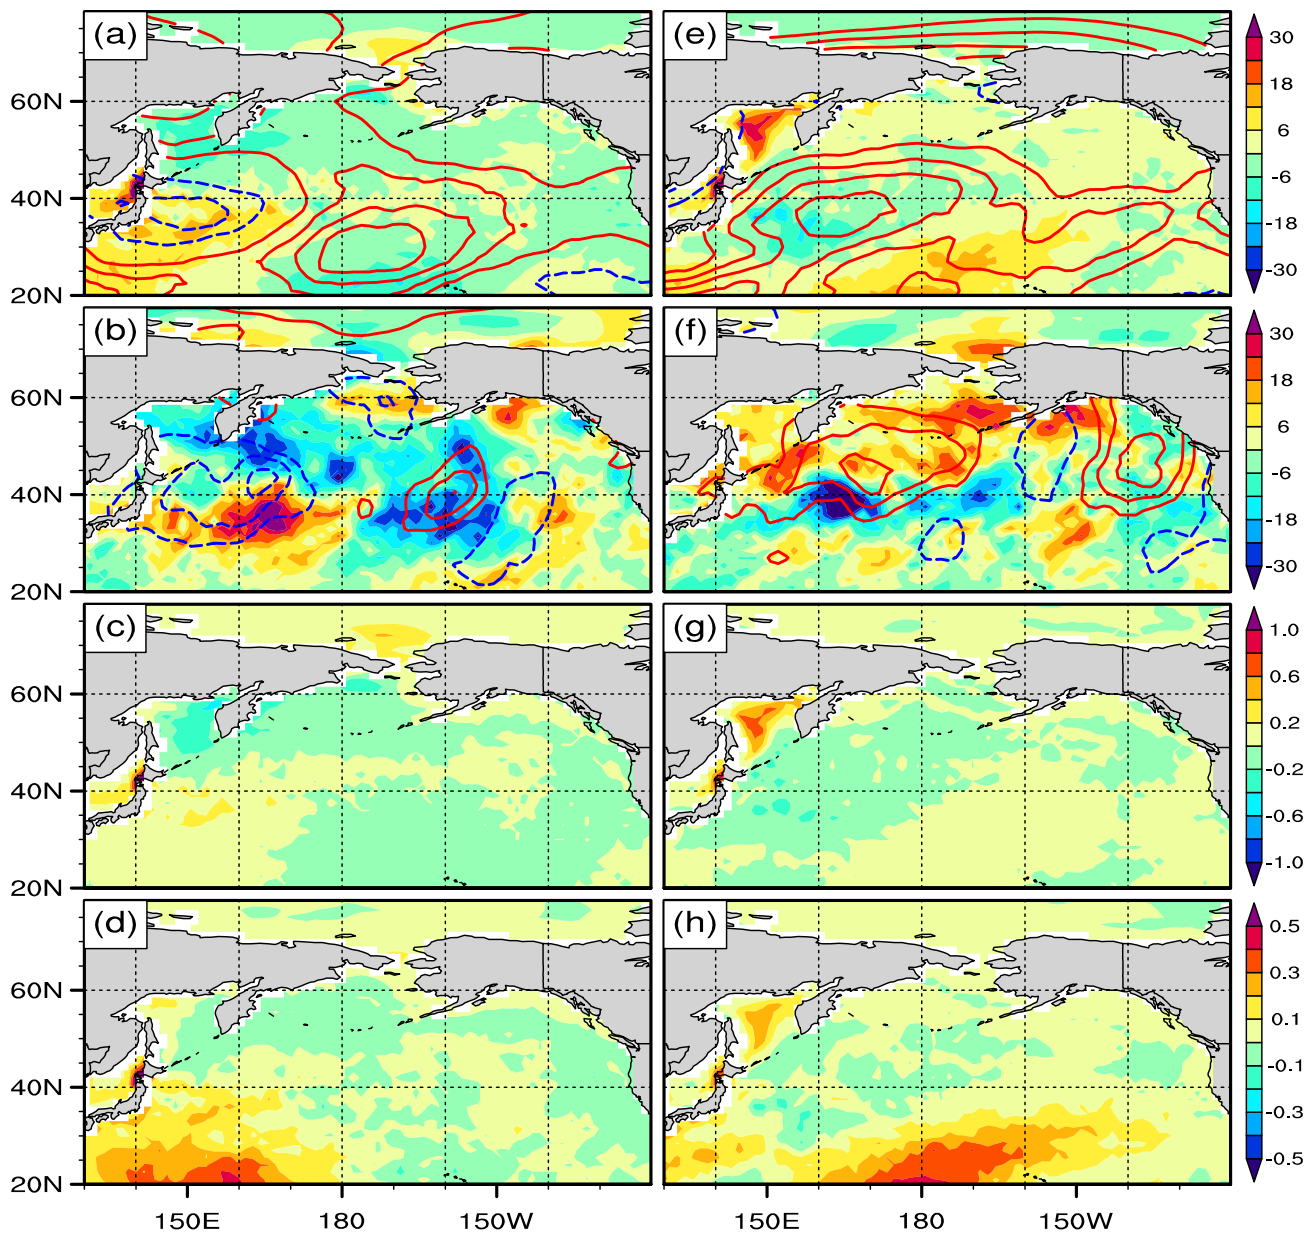 (a) (e) 30
60N 18
6
40N -6
-18
20N -30
(b) (f) 30
60N 18
6
40N -6
-18
20N -30
(c) (g) 1.0
60N 0.6
0.2
40N -0.2
-0.6
20N -1.0
(d) (h) 0.5
60N 0.3
0.1
40N -0.1
-0.3
20N -0.5
150E 180 150W 150E 180 150W